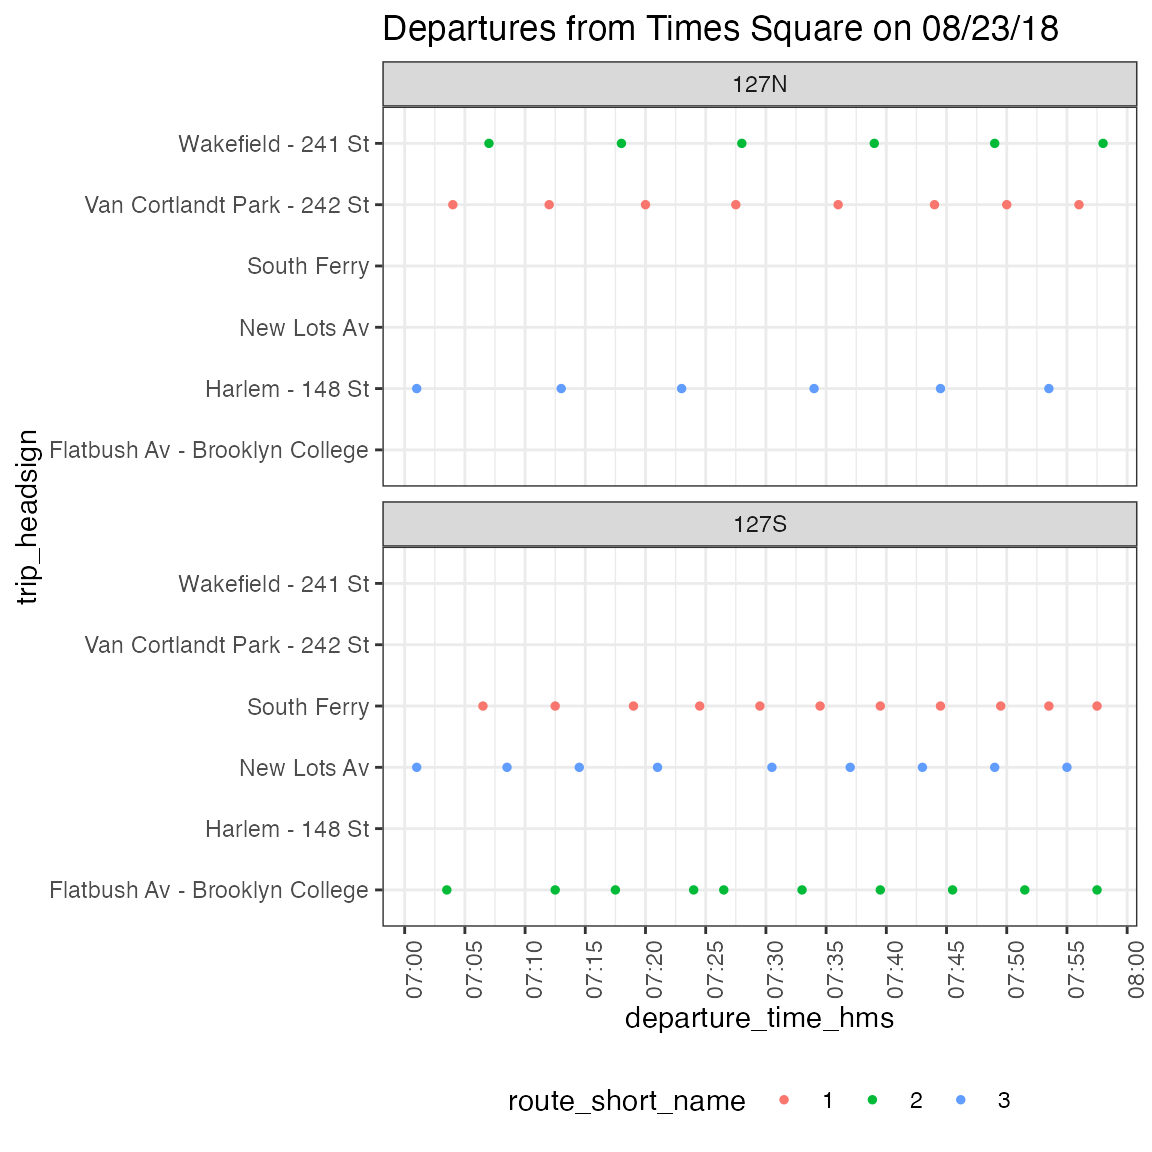 Departures from Times Square on 08/23/18
127N
Wakefield - 241 St
Van Cortlandt Park - 242 St
South Ferry
New Lots Av
Harlem - 148 St
Flatbush Av - Brooklyn College
trip_headsign
127S
Wakefield - 241 St
Van Cortlandt Park - 242 St
South Ferry
New Lots Av
Harlem - 148 St
Flatbush Av - Brooklyn College
07:00 07:05 07:10 07:15 07:20 07:25 07:30 07:35 07:40 07:45 07:50 07:55 08:00
departure_time_hms
route_short_name 1 2 3